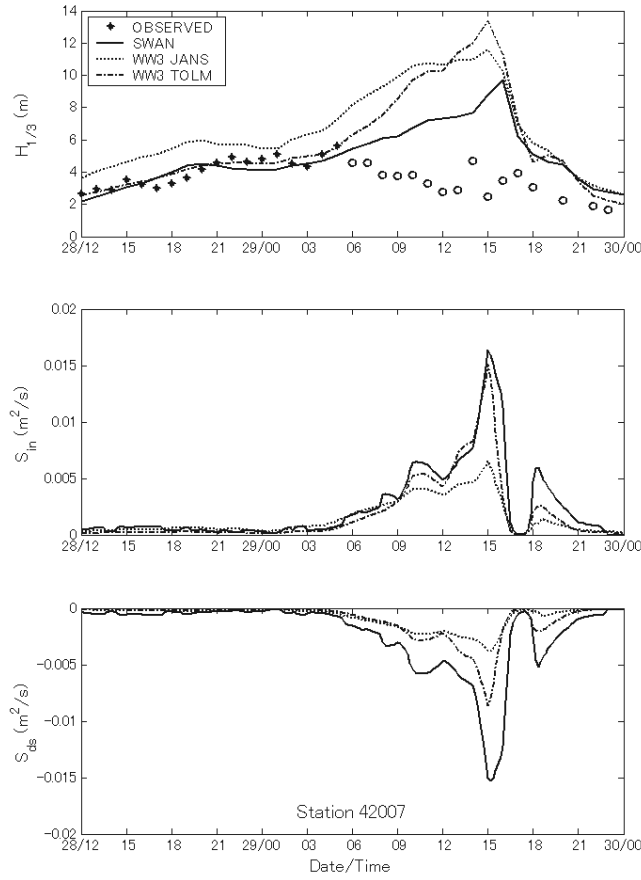 14
12
10
8
6
4
2
0
H1/3 (m)
OBSERVED
SWAN
WW3 JANS
WW3 TOLM
28/12 15 18 21 29/00 03 06 09 12 15 18 21 30/00
0.02
0.015
0.01
0.005
0
Sin (m²/s)
28/12 15 18 21 29/00 03 06 09 12 15 18 21 30/00
0
−0.005
−0.01
−0.015
−0.02
Sds (m²/s)
Station 42007
28/12 15 18 21 29/00 03 06 09 12 15 18 21 30/00
Date/Time